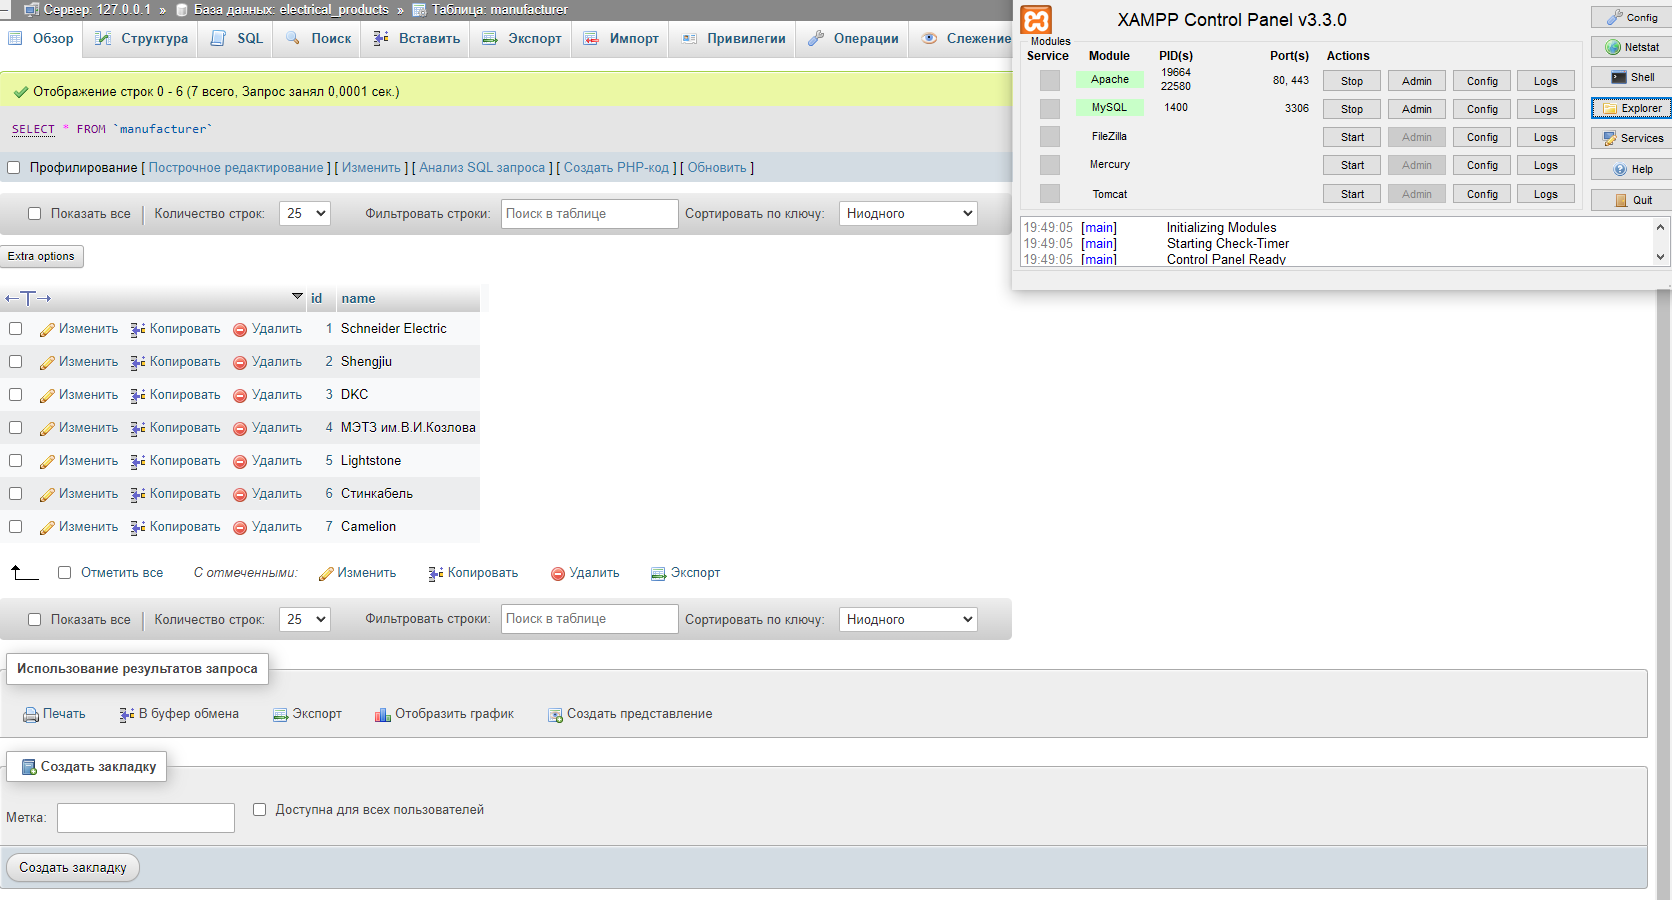 Сервер: 127.0.0.1 » База данных: electrical_products » Таблица: manufacturer
Обзор Структура SQL Поиск Вставить Экспорт Импорт Привилегии Операции Слежение
Отображение строк 0 - 6 (7 всего, Запрос занял 0,0001 сек.)
SELECT * FROM `manufacturer`
Профилирование [ Построчное редактирование ] [ Изменить ] [ Анализ SQL запроса ] [ Создать PHP-код ] [ Обновить ]
Показать все Количество строк: 25 Фильтровать строки: Поиск в таблице Сортировать по ключу: Ниодного
Extra options
id name
Изменить Копировать Удалить 1 Schneider Electric
Изменить Копировать Удалить 2 Shengjiu
Изменить Копировать Удалить 3 DKC
Изменить Копировать Удалить 4 МЭТЗ им.В.И.Козлова
Изменить Копировать Удалить 5 Lightstone
Изменить Копировать Удалить 6 Стинкабель
Изменить Копировать Удалить 7 Camelion
Отметить все С отмеченными: Изменить Копировать Удалить Экспорт
Показать все Количество строк: 25 Фильтровать строки: Поиск в таблице Сортировать по ключу: Ниодного
Использование результатов запроса
Печать В буфер обмена Экспорт Отобразить график Создать представление
Создать закладку
Метка: Доступна для всех пользователей
Создать закладку
XAMPP Control Panel v3.3.0
Modules
Service Module PID(s) Port(s) Actions
Apache 19664 22580 80, 443 Stop Admin Config Logs
MySQL 1400 3306 Stop Admin Config Logs
FileZilla Start Admin Config Logs
Mercury Start Admin Config Logs
Tomcat Start Admin Config Logs
Config
Netstat
Shell
Explorer
Services
Help
Quit
19:49:05 [main] Initializing Modules
19:49:05 [main] Starting Check-Timer
19:49:05 [main] Control Panel Ready